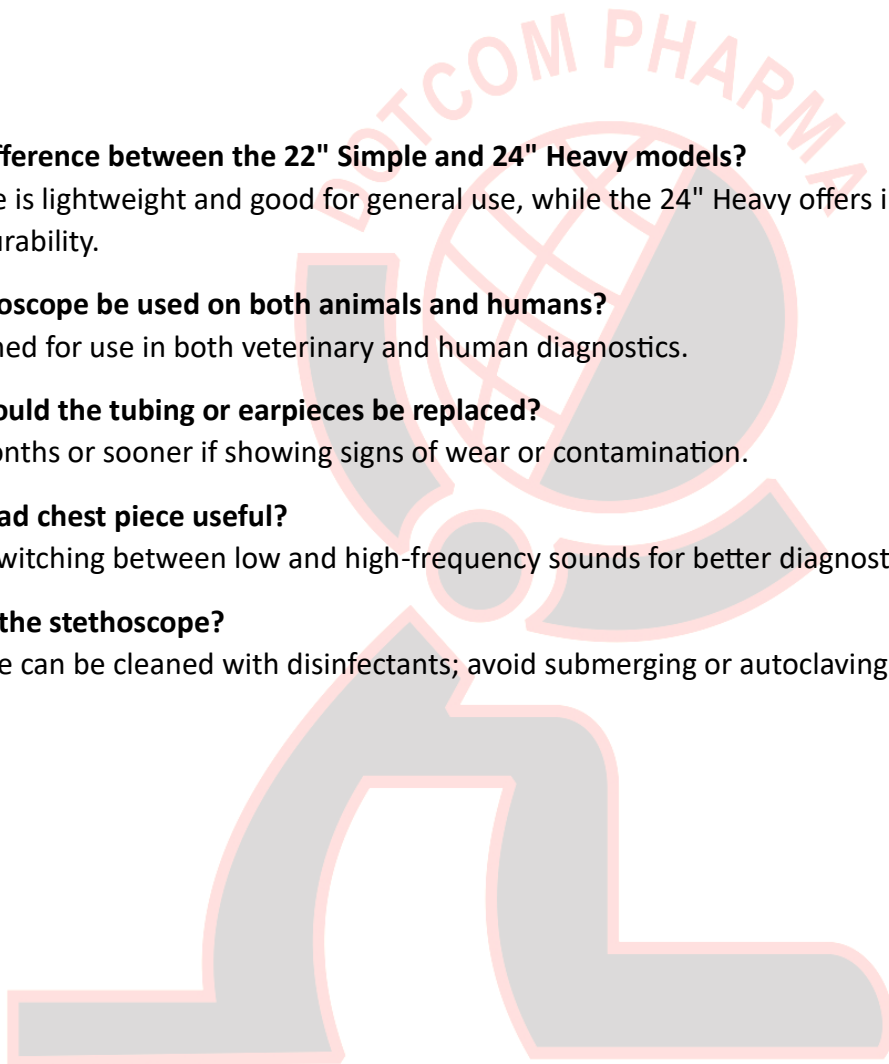 DOTCOM PHARMA
fference between the 22" Simple and 24" Heavy models?
e is lightweight and good for general use, while the 24" Heavy offers i
urability.
oscope be used on both animals and humans?
ned for use in both veterinary and human diagnostics.
ould the tubing or earpieces be replaced?
onths or sooner if showing signs of wear or contamination.
ad chest piece useful?
witching between low and high-frequency sounds for better diagnost
the stethoscope?
e can be cleaned with disinfectants; avoid submerging or autoclaving